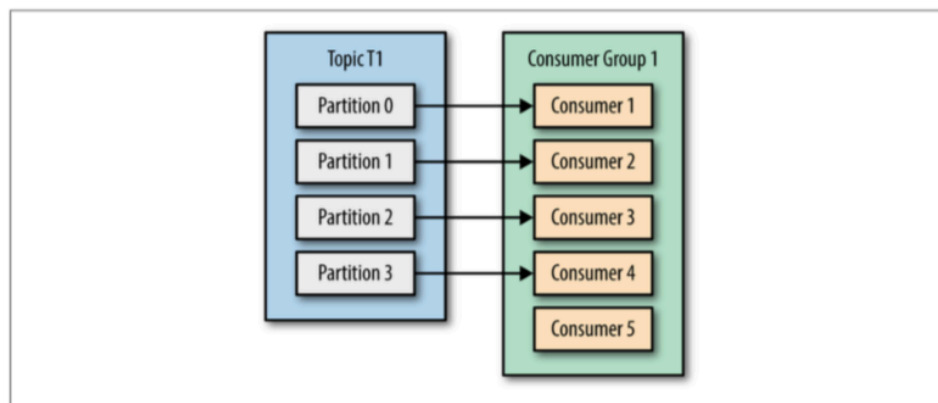 Topic T1
Partition 0
Partition 1
Partition 2
Partition 3
Consumer Group 1
Consumer 1
Consumer 2
Consumer 3
Consumer 4
Consumer 5